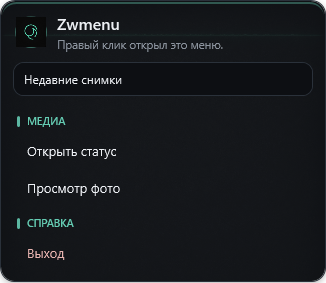 Zwmenu
Правый клик открыл это меню.
Недавние снимки
МЕДИА
Открыть статус
Просмотр фото
СПРАВКА
Выход